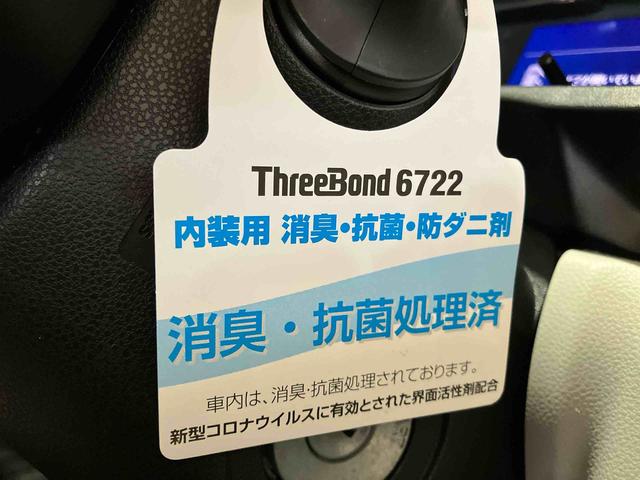 ThreeBond 6722
内装用 消臭・抗菌・防ダニ剤
消臭・抗菌処理済
車内は、消臭・抗菌処理されております。
新型コロナウイルスに有効とされた界面活性剤配合